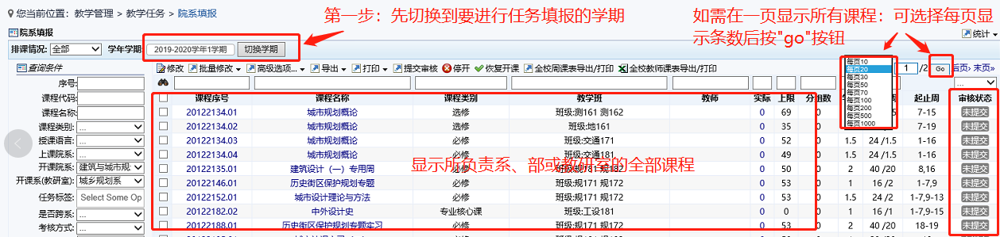 您当前位置：教学管理 > 教学任务 > 院系填报
第一步：先切换到要进行任务填报的学期
如需在一页显示所有课程：可选择每页显示条数后按"go"按钮
院系填报
统计
排课情况: 全部 学年学期: 2019-2020学年1学期 切换学期
查询条件
序号:
课程代码:
课程名称:
课程类别: ...
授课语言: ...
上课院系: ...
开课院系: 建筑与城市规
开课系(教研室): 城乡规划系
任务标签: Select Some Op
是否跨系: ...
考核方式: ...
修改 批量修改 高级选项... 导出 打印 提交审核 停开 恢复开课 全校周课表导出/打印 全校教师课表导出/打印
每页10
每页20
每页30
每页50
每页70
每页100
每页200
每页500
每页1000
1 /2 Go 后页› 末页»
...
课程序号 课程名称 课程类别 教学班 教师 实际 上限 分组数 起止周 审核状态
20122134.01 城市规划概论 选修 班级:测161 测162 0 69 0 7-15 未提交
20122134.02 城市规划概论 选修 班级:地161 0 35 0 7-19 未提交
20122134.03 城市规划概论 必修 班级:交通171 0 52 0 1.5 24 /1.5 1-16 未提交
20122134.04 城市规划概论 必修 班级:交通181 0 49 0 1.5 24 /1.5 1-16 未提交
20122135.01 建筑设计（一）专用周 必修 班级:规181 规182 0 50 0 2 40 /20 8,16 未提交
20122146.01 历史街区保护规划专题 必修 班级:规171 规172 0 53 0 1 16 /2 1-7,9 未提交
20122152.01 城市设计理论与方法 必修 班级:规171 规172 0 53 0 1.5 24 /2 1-7,9-13 未提交
20122182.02 中外设计史 专业核心课 班级:工设181 0 0 0 1 16 /1 1-7,9-15 未提交
20122188.01 历史街区保护规划专题实习 必修 班级:规171 规172 0 53 0 2 40 /20 18-19 未提交
显示所负责系、部或教研室的全部课程